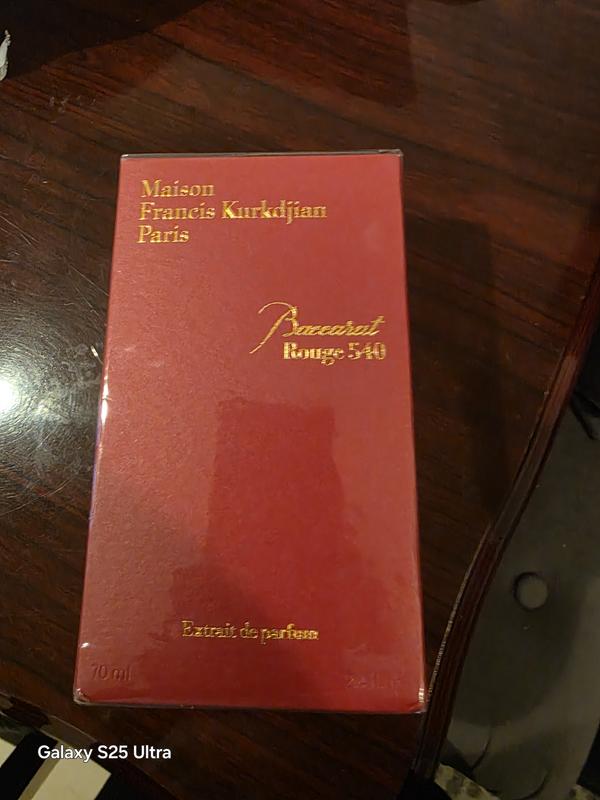 Maison
Francis Kurkdjian
Paris
Baccarat
Rouge 540
Extrait de parfum
70 ml
Galaxy S25 Ultra